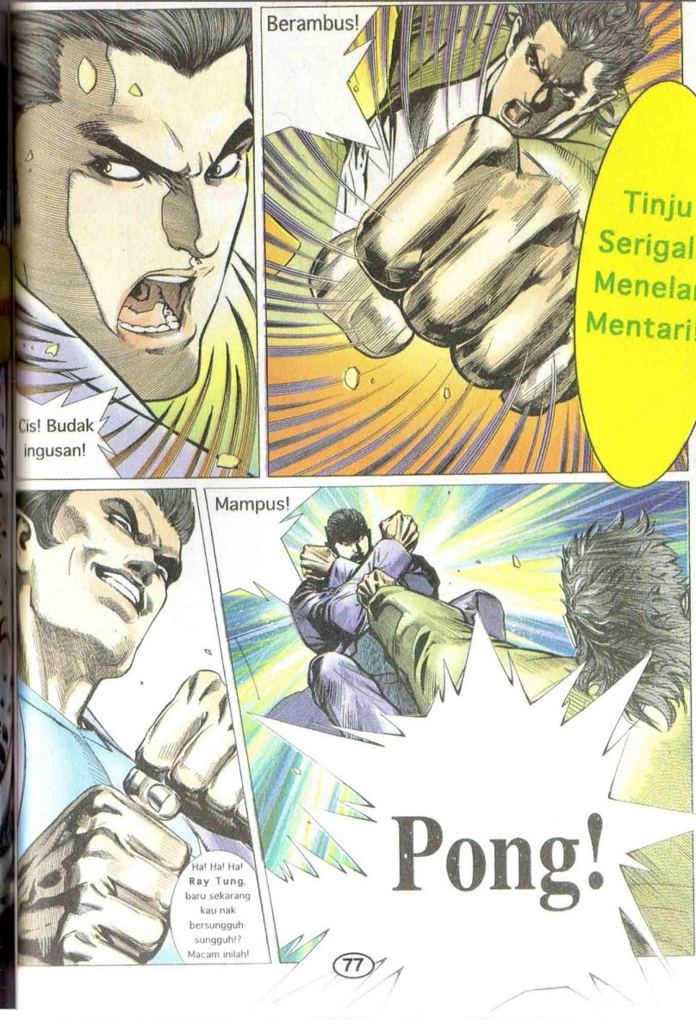 Berambus!
Tinju
Menelan
Mentari!
Cis! Budak
ingusan!
Mampus!
Pong!
Ha! Ha! Ha!
Ray Tung,
baru sekarang
kau nak
bersungguh-
sungguh!?
Macam inilah!
77